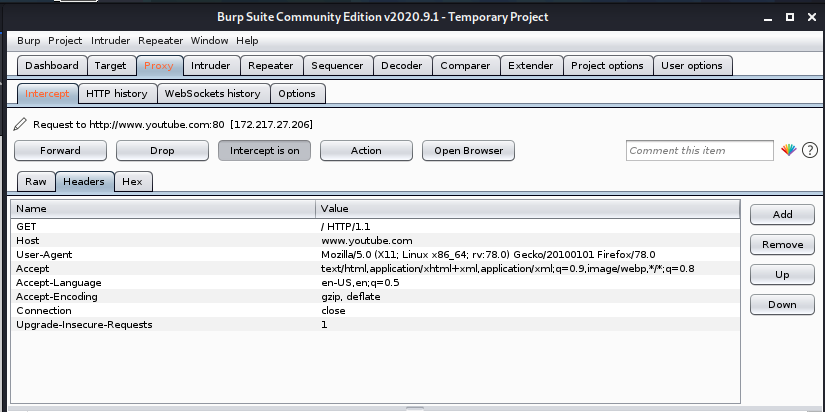 Burp Suite Community Edition v2020.9.1 - Temporary Project
Burp Project Intruder Repeater Window Help
Dashboard Target Proxy Intruder Repeater Sequencer Decoder Comparer Extender Project options User options
Intercept HTTP history WebSockets history Options
Request to http://www.youtube.com:80 [172.217.27.206]
Forward Drop Intercept is on Action Open Browser Comment this item ?
Raw Headers Hex
Name Value
GET / HTTP/1.1
Host www.youtube.com
User-Agent Mozilla/5.0 (X11; Linux x86_64; rv:78.0) Gecko/20100101 Firefox/78.0
Accept text/html,application/xhtml+xml,application/xml;q=0.9,image/webp,*/*;q=0.8
Accept-Language en-US,en;q=0.5
Accept-Encoding gzip, deflate
Connection close
Upgrade-Insecure-Requests 1
Add
Remove
Up
Down